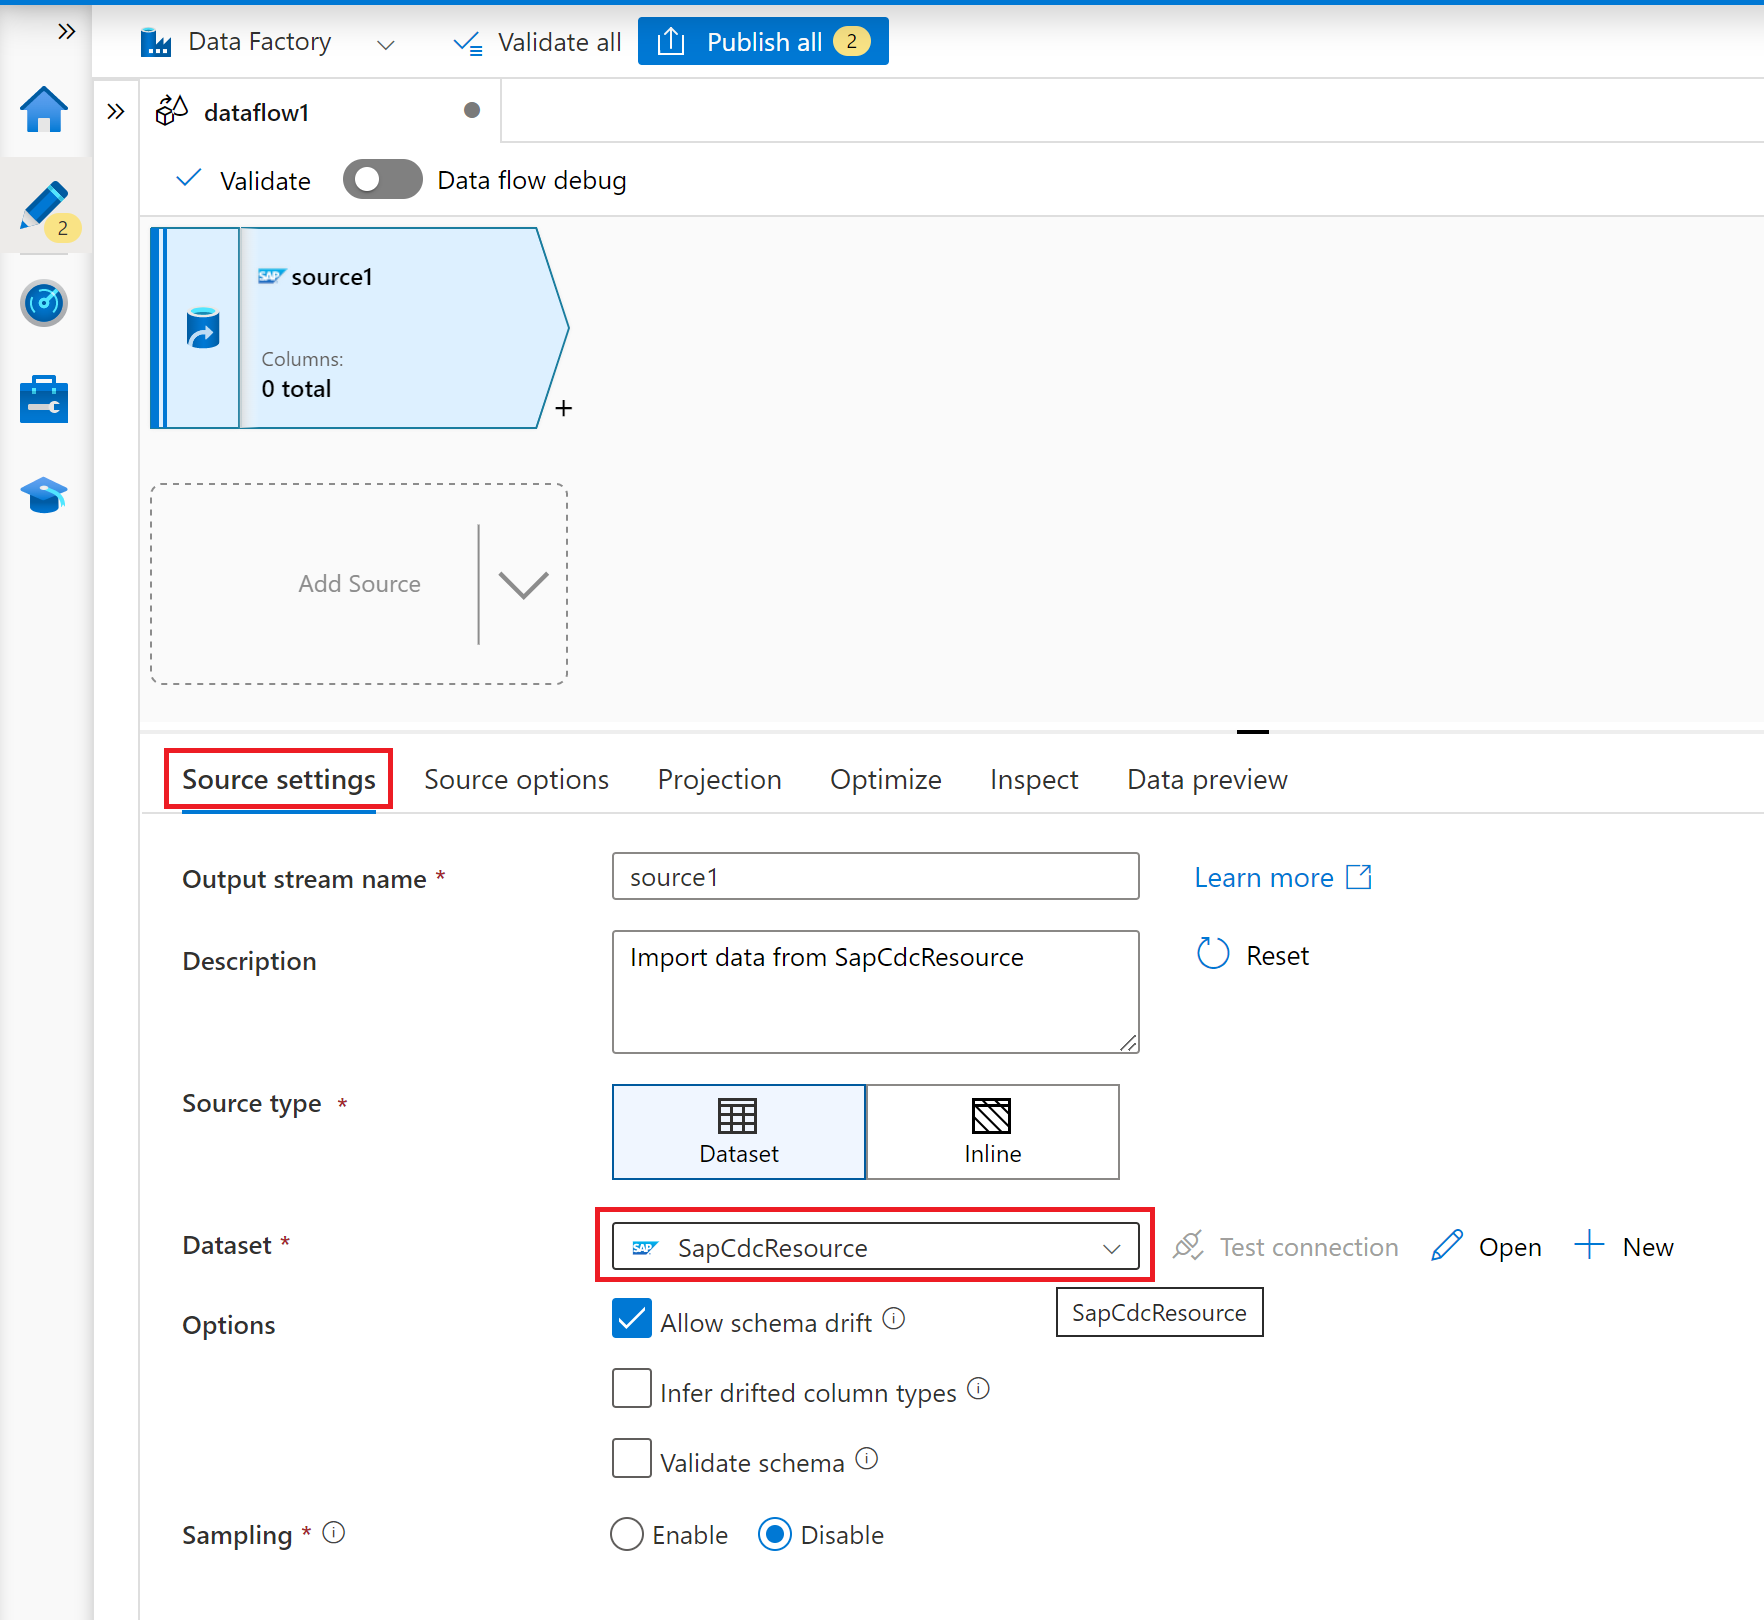 Data Factory Validate all Publish all 2
dataflow1
Validate Data flow debug
2
SAP source1
Columns:
0 total
+
Add Source
Source settings Source options Projection Optimize Inspect Data preview
Output stream name * source1 Learn more
Description Import data from SapCdcResource Reset
Source type *
Dataset Inline
Dataset * SAP SapCdcResource Test connection Open New
SapCdcResource
Options Allow schema drift
Infer drifted column types
Validate schema
Sampling * Enable Disable